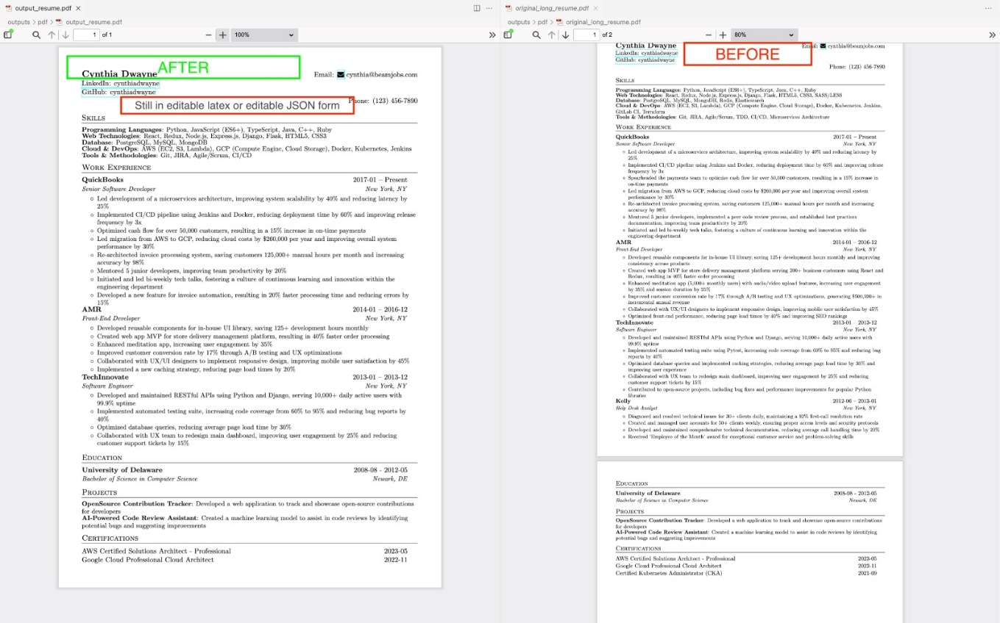 output_resume.pdf
outputs > pdf > output_resume.pdf
1 of 1
100%
AFTER
Cynthia Dwayne
Email: cynthia@beamjobs.com
LinkedIn: cynthiadwayne
GitHub: cynthiadwayne
Phone: (123) 456-7890
Still in editable latex or editable JSON form
Skills
Programming Languages: Python, JavaScript (ES6+), TypeScript, Java, C++, Ruby
Web Technologies: React, Redux, Node.js, Express.js, Django, Flask, HTML5, CSS3
Database: PostgreSQL, MySQL, MongoDB
Cloud & DevOps: AWS (EC2, S3, Lambda), GCP (Compute Engine, Cloud Storage), Docker, Kubernetes, Jenkins
Tools & Methodologies: Git, JIRA, Agile/Scrum, CI/CD
Work Experience
QuickBooks 2017-01 – Present
Senior Software Developer New York, NY
Led development of a microservices architecture, improving system scalability by 40% and reducing latency by
25%
Implemented CI/CD pipeline using Jenkins and Docker, reducing deployment time by 60% and improving release
frequency by 3x
Optimized cash flow for over 50,000 customers, resulting in a 15% increase in on-time payments
Led migration from AWS to GCP, reducing cloud costs by $260,000 per year and improving overall system
performance by 30%
Re-architected invoice processing system, saving customers 125,000+ manual hours per month and increasing
accuracy by 98%
Mentored 5 junior developers, improving team productivity by 20%
Initiated and led bi-weekly tech talks, fostering a culture of continuous learning and innovation within the
engineering department
Developed a new feature for invoice automation, resulting in 20% faster processing time and reducing errors by
15%
AMR 2014-01 – 2016-12
Front-End Developer New York, NY
Developed reusable components for in-house UI library, saving 125+ development hours monthly
Created web app MVP for store delivery management platform, resulting in 40% faster order processing
Enhanced meditation app, increasing user engagement by 35%
Improved customer conversion rate by 17% through A/B testing and UX optimizations
Collaborated with UX/UI designers to implement responsive design, improving mobile user satisfaction by 45%
Implemented a new caching strategy, reducing page load times by 20%
TechInnovate 2013-01 – 2013-12
Software Engineer New York, NY
Developed and maintained RESTful APIs using Python and Django, serving 10,000+ daily active users with
99.9% uptime
Implemented automated testing suite, increasing code coverage from 60% to 95% and reducing bug reports by
40%
Optimized database queries, reducing average page load time by 30%
Collaborated with UX team to redesign main dashboard, improving user engagement by 25% and reducing
customer support tickets by 15%
Education
University of Delaware 2008-08 - 2012-05
Bachelor of Science in Computer Science Newark, DE
Projects
OpenSource Contribution Tracker: Developed a web application to track and showcase open-source contributions
for developers
AI-Powered Code Review Assistant: Created a machine learning model to assist in code reviews by identifying
potential bugs and suggesting improvements
Certifications
AWS Certified Solutions Architect - Professional 2023-05
Google Cloud Professional Cloud Architect 2022-11
original_long_resume.pdf
outputs > pdf > original_long_resume.pdf
1 of 2
80%
BEFORE
Cynthia Dwayne
Email: cynthia@beamjobs.com
LinkedIn: cynthiadwayne
GitHub: cynthiadwayne
Phone: (123) 456-7890
Skills
Programming Languages: Python, JavaScript (ES6+), TypeScript, Java, C++, Ruby
Web Technologies: React, Redux, Node.js, Express.js, Django, Flask, HTML5, CSS3, SASS/LESS
Database: PostgreSQL, MySQL, MongoDB, Redis, Elasticsearch
Cloud & DevOps: AWS (EC2, S3, Lambda), GCP (Compute Engine, Cloud Storage), Docker, Kubernetes, Jenkins,
GitLab CI, Terraform
Tools & Methodologies: Git, JIRA, Agile/Scrum, TDD, CI/CD, Microservices Architecture
Work Experience
QuickBooks 2017-01 – Present
Senior Software Developer New York, NY
Led development of a microservices architecture, improving system scalability by 40% and reducing latency by
25%
Implemented CI/CD pipeline using Jenkins and Docker, reducing deployment time by 60% and improving release
frequency by 3x
Spearheaded the payments team to optimize cash flow for over 50,000 customers, resulting in a 15% increase in
on-time payments
Led migration from AWS to GCP, reducing cloud costs by $260,000 per year and improving overall system
performance by 30%
Re-architected invoice processing system, saving customers 125,000+ manual hours per month and increasing
accuracy by 98%
Mentored 5 junior developers, implemented a peer code review process, and established best practices
documentation, improving team productivity by 20%
Initiated and led bi-weekly tech talks, fostering a culture of continuous learning and innovation within the
engineering department
AMR 2014-01 – 2016-12
Front-End Developer New York, NY
Developed reusable components for in-house UI library, saving 125+ development hours monthly and improving
consistency across products
Created web app MVP for store delivery management platform serving 200+ business customers using React and
Redux, resulting in 40% faster order processing
Enhanced meditation app (5,000+ monthly users) with audio/video upload features, increasing user engagement
by 35% and session duration by 25%
Improved customer conversion rate by 17% through A/B testing and UX optimizations, generating $500,000+ in
incremental annual revenue
Collaborated with UX/UI designers to implement responsive design, improving mobile user satisfaction by 45%
Optimized front-end performance, reducing page load times by 40% and improving SEO rankings
TechInnovate 2013-01 – 2013-12
Software Engineer New York, NY
Developed and maintained RESTful APIs using Python and Django, serving 10,000+ daily active users with
99.9% uptime
Implemented automated testing suite using Pytest, increasing code coverage from 60% to 95% and reducing bug
reports by 40%
Optimized database queries and implemented caching strategies, reducing average page load time by 30% and
improving user experience
Collaborated with UX team to redesign main dashboard, improving user engagement by 25% and reducing
customer support tickets by 15%
Contributed to open-source projects, including bug fixes and performance improvements for popular Python
libraries
Kelly 2012-06 – 2013-01
Help Desk Analyst New York, NY
Diagnosed and resolved technical issues for 30+ clients daily, maintaining a 92% first-call resolution rate
Created and managed user accounts for 50+ clients weekly, ensuring proper access levels and security protocols
Developed and maintained comprehensive technical documentation, reducing average call handling time by 20%
Received 'Employee of the Month' award for exceptional customer service and problem-solving skills
Education
University of Delaware 2008-08 - 2012-05
Bachelor of Science in Computer Science Newark, DE
Projects
OpenSource Contribution Tracker: Developed a web application to track and showcase open-source contributions
for developers
AI-Powered Code Review Assistant: Created a machine learning model to assist in code reviews by identifying
potential bugs and suggesting improvements
Certifications
AWS Certified Solutions Architect - Professional 2023-05
Google Cloud Professional Cloud Architect 2022-11
Certified Kubernetes Administrator (CKA) 2021-09